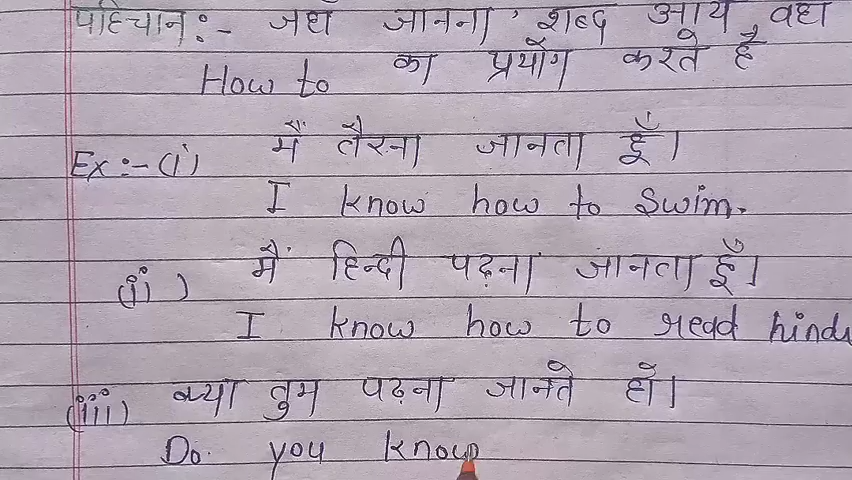 पहिचान:- जहाँ जानना, शब्द आये वहाँ
How to का प्रयोग करते है
Ex:- (i) मैं तैरना जानता हूँ।
I know how to swim.
(ii) मैं हिन्दी पढ़ना जानता हूँ।
I know how to read hindi
(iii) क्या तुम पढ़ना जानते हो।
Do you know